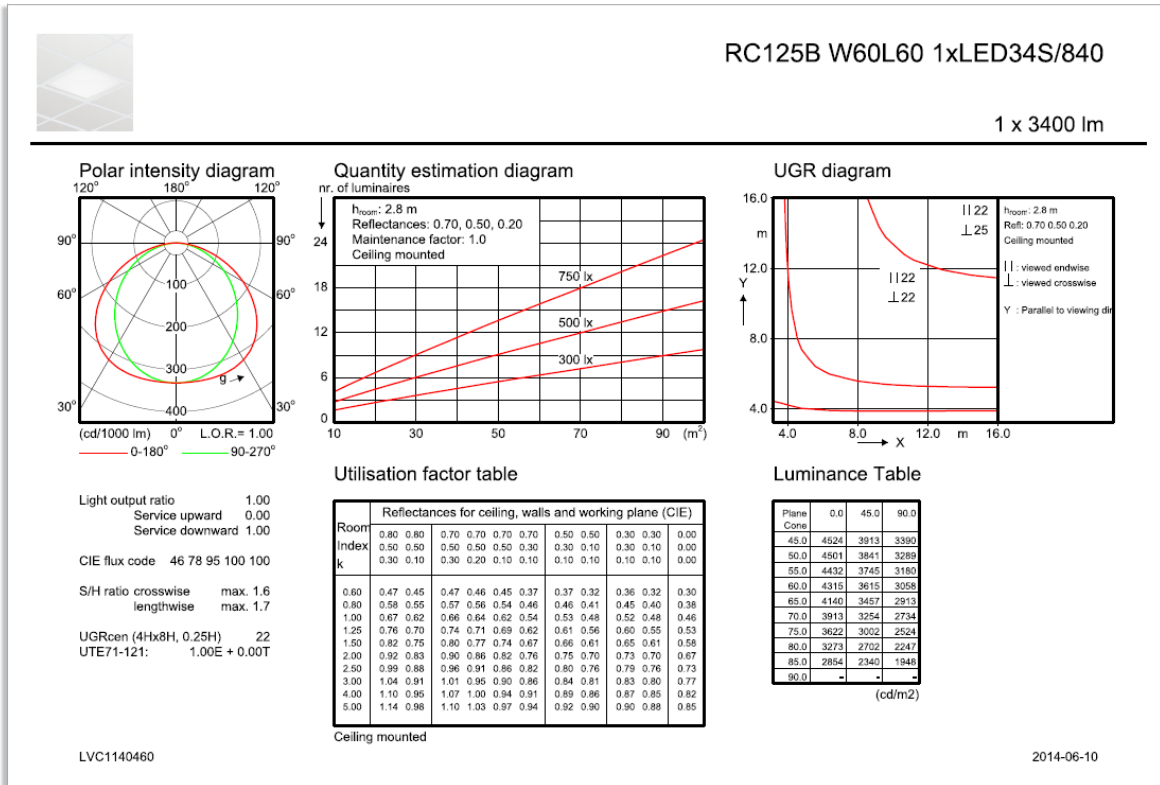 RC125B W60L60 1xLED34S/840
1 x 3400 lm
Polar intensity diagram
120° 180° 120°
90° 90°
60° 60°
30° 30°
100
200
300
400
g
(cd/1000 lm) 0° L.O.R.= 1.00
0-180° 90-270°
Quantity estimation diagram
nr. of luminaires
hroom: 2.8 m
Reflectances: 0.70, 0.50, 0.20
Maintenance factor: 1.0
Ceiling mounted
24
18
12
6
0
750 lx
500 lx
300 lx
10 30 50 70 90 (m²)
UGR diagram
16.0
m
12.0
Y
8.0
4.0
|| 22
⊥ 25
|| 22
⊥ 22
4.0 8.0 12.0 m 16.0
X
hroom: 2.8 m
Refl: 0.70 0.50 0.20
Ceiling mounted
|| : viewed endwise
⊥ : viewed crosswise
Y : Parallel to viewing dir
Light output ratio 1.00
Service upward 0.00
Service downward 1.00
CIE flux code 46 78 95 100 100
S/H ratio crosswise max. 1.6
lengthwise max. 1.7
UGRcen (4Hx8H, 0.25H) 22
UTE71-121: 1.00E + 0.00T
Utilisation factor table
Room Index k
Reflectances for ceiling, walls and working plane (CIE)
0.80 0.80 0.70 0.70 0.70 0.70 0.50 0.50 0.30 0.30 0.00
0.50 0.50 0.50 0.50 0.50 0.30 0.30 0.10 0.30 0.10 0.00
0.30 0.10 0.30 0.20 0.10 0.10 0.10 0.10 0.10 0.10 0.00
0.60 0.47 0.45 0.47 0.46 0.45 0.37 0.37 0.32 0.36 0.32 0.30
0.80 0.58 0.55 0.57 0.56 0.54 0.46 0.46 0.41 0.45 0.40 0.38
1.00 0.67 0.62 0.66 0.64 0.62 0.54 0.53 0.48 0.52 0.48 0.46
1.25 0.76 0.70 0.74 0.71 0.69 0.62 0.61 0.56 0.60 0.55 0.53
1.50 0.82 0.75 0.80 0.77 0.74 0.67 0.66 0.61 0.65 0.61 0.58
2.00 0.92 0.83 0.90 0.86 0.82 0.76 0.75 0.70 0.73 0.70 0.67
2.50 0.99 0.88 0.96 0.91 0.86 0.82 0.80 0.76 0.79 0.76 0.73
3.00 1.04 0.91 1.01 0.95 0.90 0.86 0.84 0.81 0.83 0.80 0.77
4.00 1.10 0.95 1.07 1.00 0.94 0.91 0.89 0.86 0.87 0.85 0.82
5.00 1.14 0.98 1.10 1.03 0.97 0.94 0.92 0.90 0.90 0.88 0.85
Ceiling mounted
Luminance Table
Plane 0.0 45.0 90.0
Cone
45.0 4524 3913 3390
50.0 4501 3841 3289
55.0 4432 3745 3180
60.0 4315 3615 3058
65.0 4140 3457 2913
70.0 3913 3254 2734
75.0 3622 3002 2524
80.0 3273 2702 2247
85.0 2854 2340 1948
90.0 - - -
(cd/m2)
LVC1140460
2014-06-10